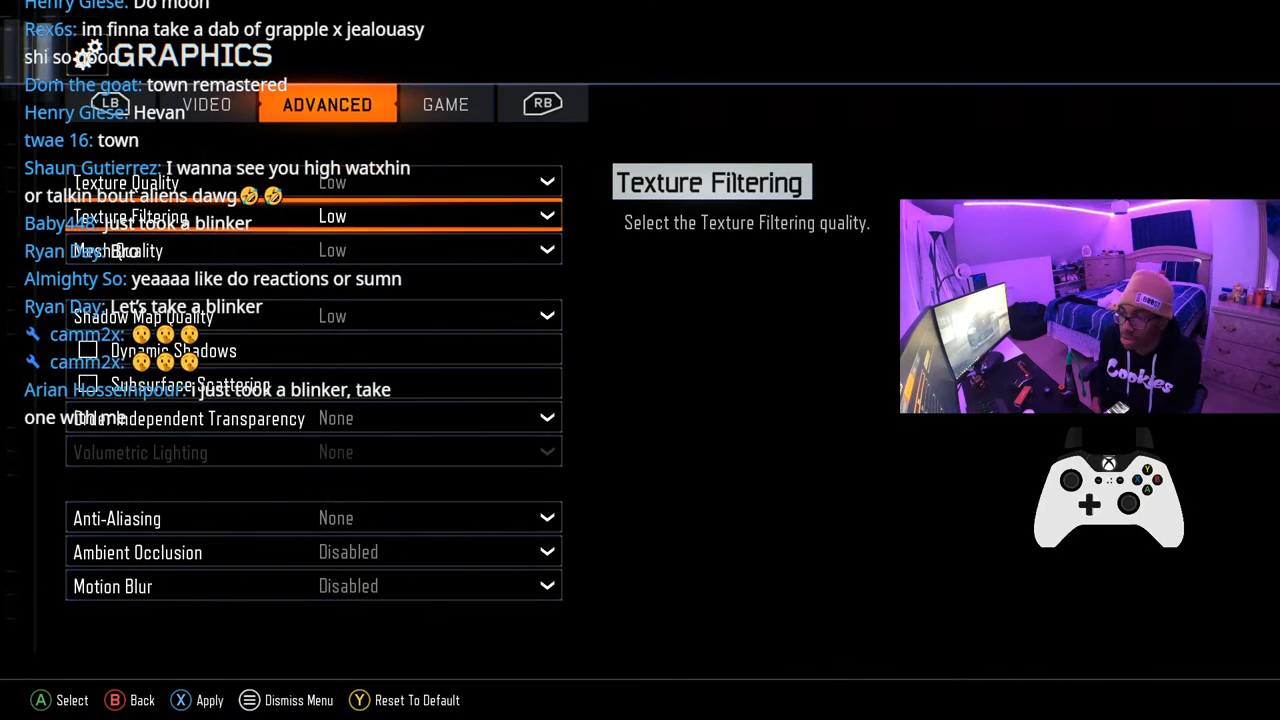 Henry Giese: Do moon
Rex6s: im finna take a dab of grapple x jealouasy
shi so good
GRAPHICS
Dom the goat: town remastered
LB
VIDEO
ADVANCED
GAME
RB
Henry Giese: Hevan
twae 16: town
Shaun Gutierrez: I wanna see you high watxhin
or talkin bout aliens dawg🤣🤣
Texture Quality Low
Texture Filtering Low
Baby448: just took a blinker
Mesh Quality Low
Ryan Day: Bro
Almighty So: yeaaaa like do reactions or sumn
Ryan Day: Let's take a blinker
Shadow Map Quality Low
camm2x: 🤫🤫🤫
Dynamic Shadows
camm2x: 🤫🤫🤫
Subsurface Scattering
Arian Hosseinipour: i just took a blinker, take
one with me
Order Independent Transparency None
Volumetric Lighting None
Anti-Aliasing None
Ambient Occlusion Disabled
Motion Blur Disabled
Texture Filtering
Select the Texture Filtering quality.
Cookies
Y
X
B
A
A Select
B Back
X Apply
Dismiss Menu
Y Reset To Default